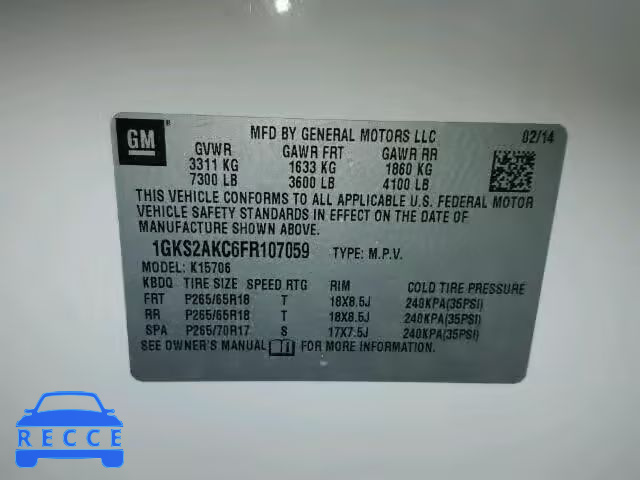 GM
MFD BY GENERAL MOTORS LLC 02/14
GVWR GAWR FRT GAWR RR
3311 KG 1633 KG 1860 KG
7300 LB 3600 LB 4100 LB
THIS VEHICLE CONFORMS TO ALL APPLICABLE U.S. FEDERAL MOTOR
VEHICLE SAFETY STANDARDS IN EFFECT ON THE DATE OF
MANUFACTURE SHOWN ABOVE.
1GKS2AKC6FR107059 TYPE: M.P.V.
MODEL: K15706
KBDQ TIRE SIZE SPEED RTG RIM COLD TIRE PRESSURE
FRT P265/65R18 T 18X8.5J 240KPA(35PSI)
RR P265/65R18 T 18X8.5J 240KPA(35PSI)
SPA P265/70R17 S 17X7.5J 240KPA(35PSI)
SEE OWNER'S MANUAL FOR MORE INFORMATION.
RECCE